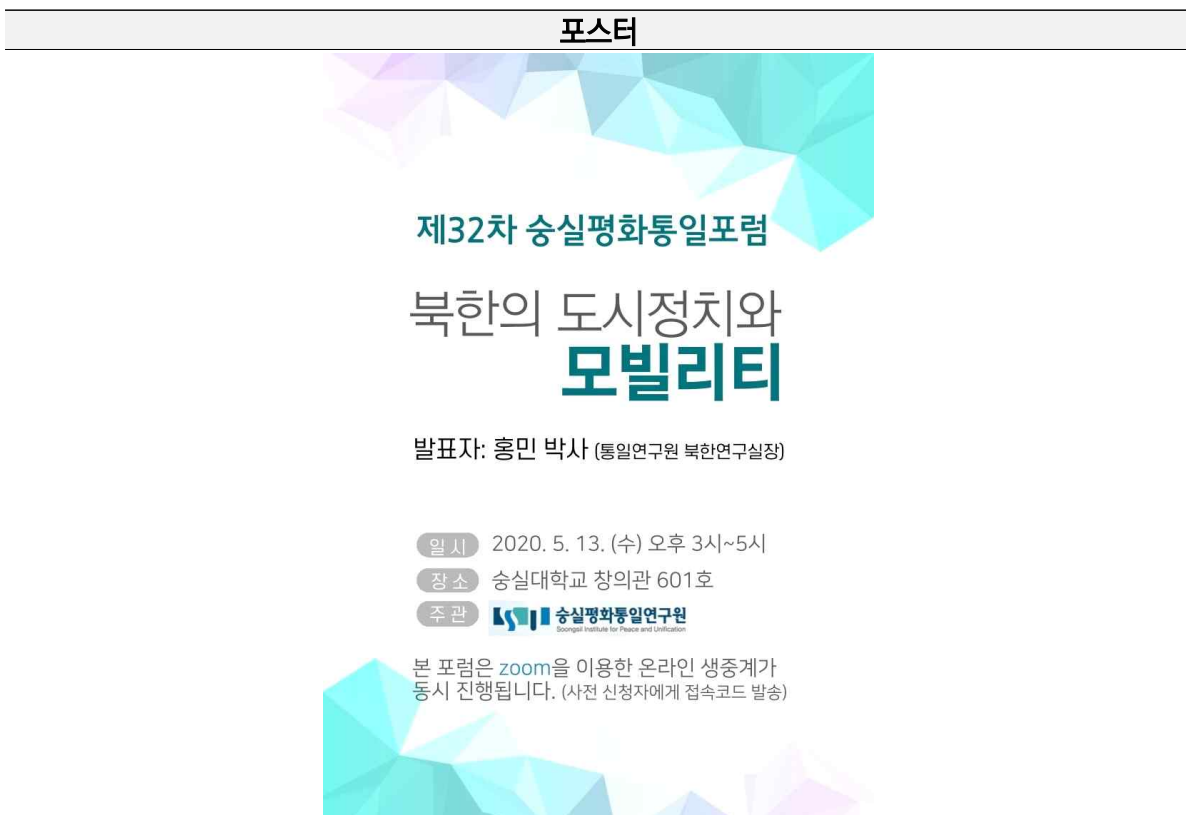 포스터
제32차 숭실평화통일포럼
북한의 도시정치와
모빌리티
발표자: 홍민 박사 (통일연구원 북한연구실장)
일 시 2020. 5. 13. (수) 오후 3시~5시
장 소 숭실대학교 창의관 601호
주 관 숭실평화통일연구원
Soongsil Institute for Peace and Unification
본 포럼은 zoom을 이용한 온라인 생중계가
동시 진행됩니다. (사전 신청자에게 접속코드 발송)